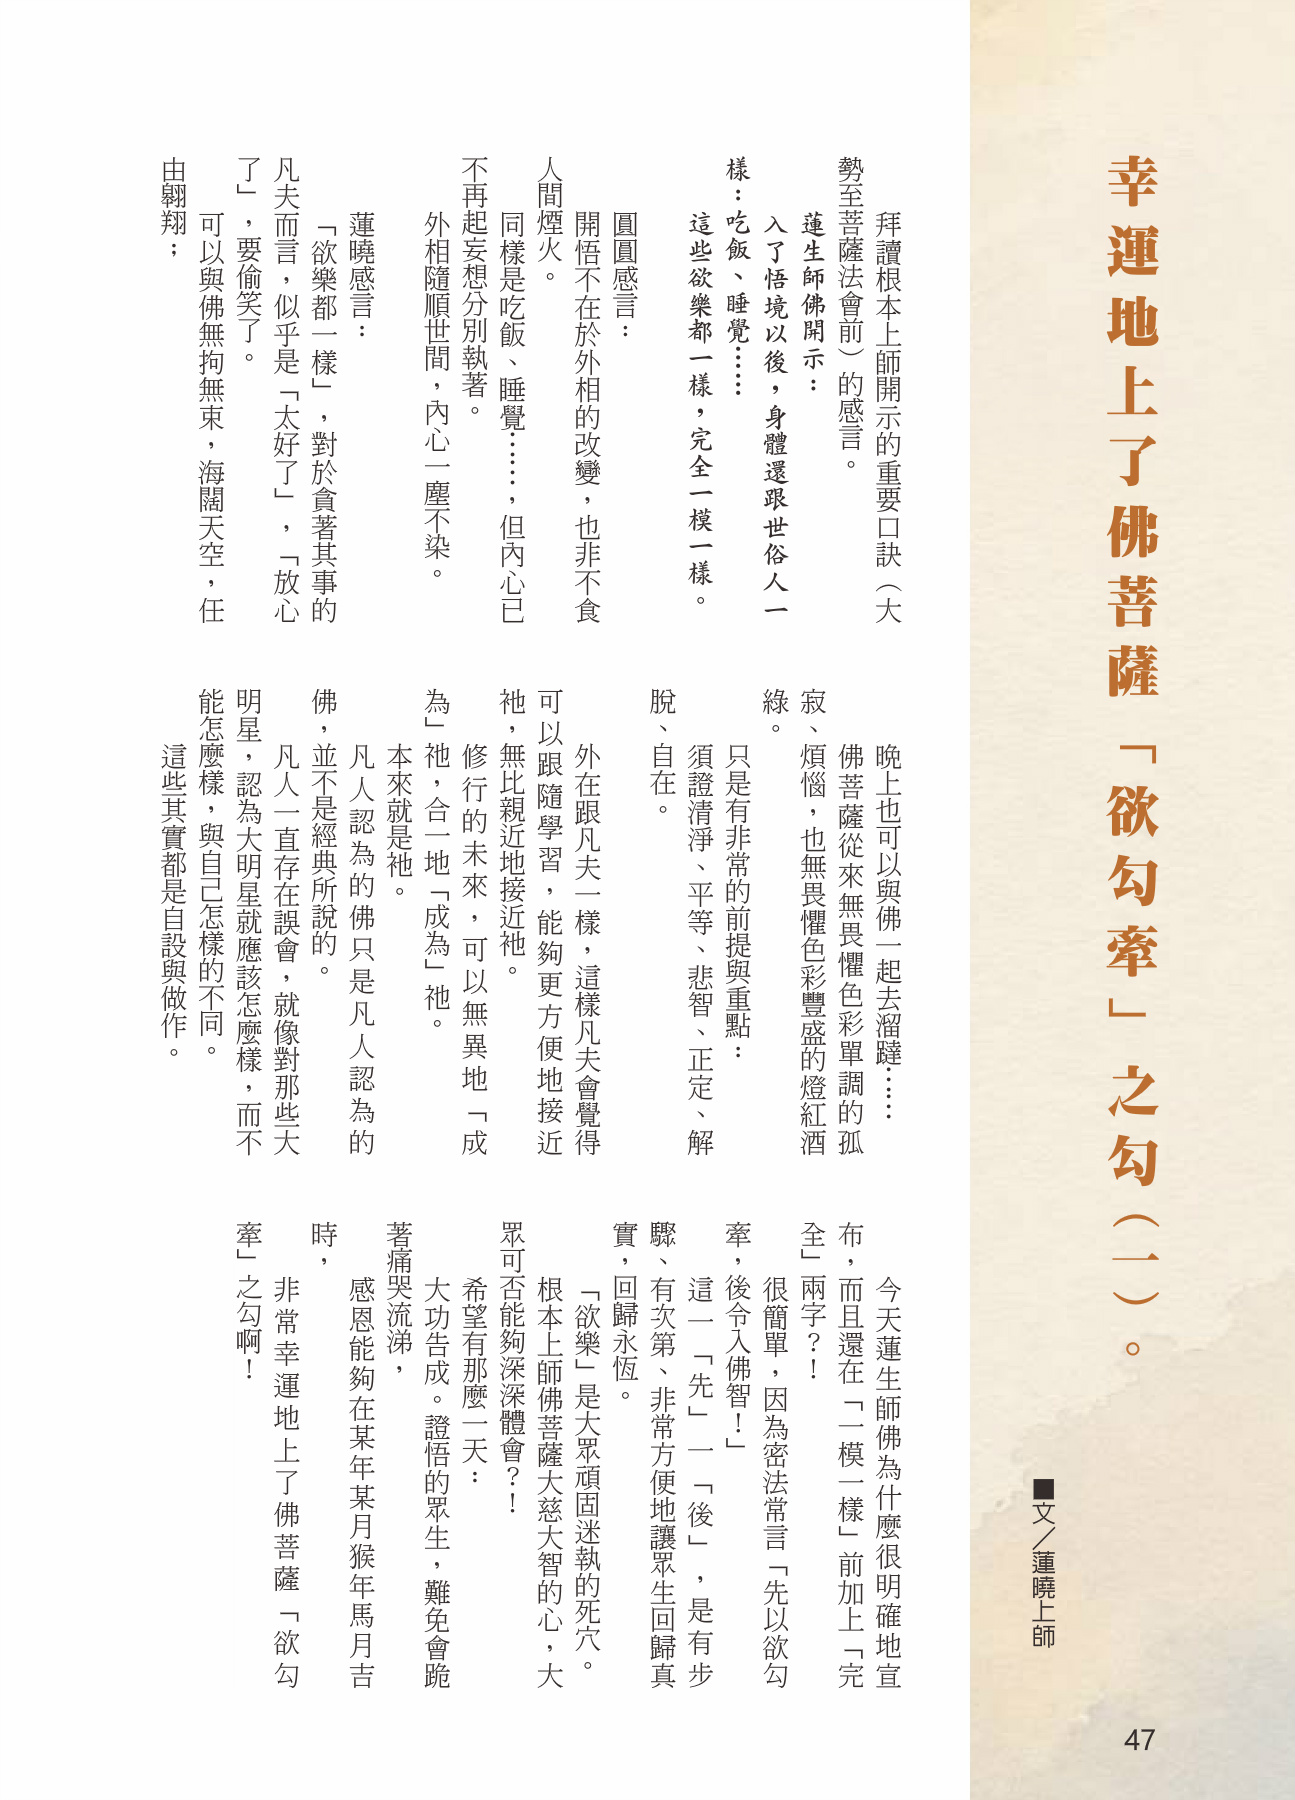 幸運地上了佛菩薩「欲勾牽」之勾（一）。
■文／蓮曉上師
拜讀根本上師開示的重要口訣（大
勢至菩薩法會前）的感言。
蓮生師佛開示：
入了悟境以後，身體還跟世俗人一
樣：吃飯、睡覺……
這些欲樂都一樣，完全一模一樣。
圓圓感言：
開悟不在於外相的改變，也非不食
人間煙火。
同樣是吃飯、睡覺……，但內心已
不再起妄想分別執著。
外相隨順世間，內心一塵不染。
蓮曉感言：
「欲樂都一樣」，對於貪著其事的
凡夫而言，似乎是「太好了」，「放心
了」，要偷笑了。
可以與佛無拘無束，海闊天空，任
由翱翔；
晚上也可以與佛一起去溜躂……
佛菩薩從來無畏懼色彩單調的孤
寂、煩惱，也無畏懼色彩豐盛的燈紅酒
綠。
只是有非常的前提與重點：
須證清淨、平等、悲智、正定、解
脫、自在。
外在跟凡夫一樣，這樣凡夫會覺得
可以跟隨學習，能夠更方便地接近
祂，無比親近地接近祂。
修行的未來，可以無異地「成
為」祂，合一地「成為」祂。
本來就是祂。
凡人認為的佛只是凡人認為的
佛，並不是經典所說的。
凡人一直存在誤會，就像對那些大
明星，認為大明星就應該怎麼樣，而不
能怎麼樣，與自己怎樣的不同。
這些其實都是自設與做作。
今天蓮生師佛為什麼很明確地宣
布，而且還在「一模一樣」前加上「完
全」兩字？！
很簡單，因為密法常言「先以欲勾
牽，後令入佛智！」
這一「先」一「後」，是有步
驟、有次第、非常方便地讓眾生回歸真
實，回歸永恆。
「欲樂」是大眾頑固迷執的死穴。
根本上師佛菩薩大慈大智的心，大
眾可否能夠深深體會？！
希望有那麼一天：
大功告成。證悟的眾生，難免會跪
著痛哭流涕，
感恩能夠在某年某月猴年馬月吉
時，
非常幸運地上了佛菩薩「欲勾
牽」之勾啊！
47